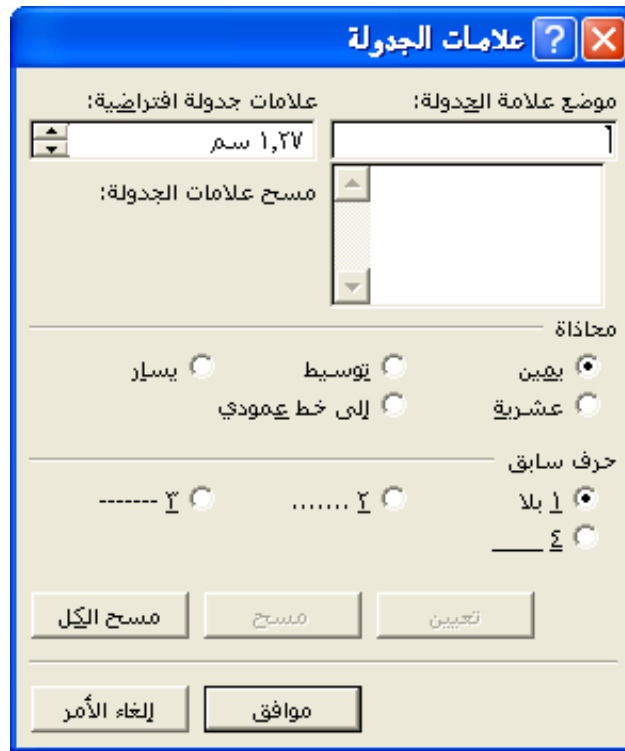 علامات الجدولة ?
موضع علامة الجدولة: علامات جدولة افتراضية:
١,٢٧ سم
مسح علامات الجدولة:
محاذاة
يمين توسيط يسار
عشرية إلى خط عمودي
حرف سابق
١ بلا ٢ ....... ٣ -------
٤ ____
تعيين مسح مسح الكل
موافق إلغاء الأمر